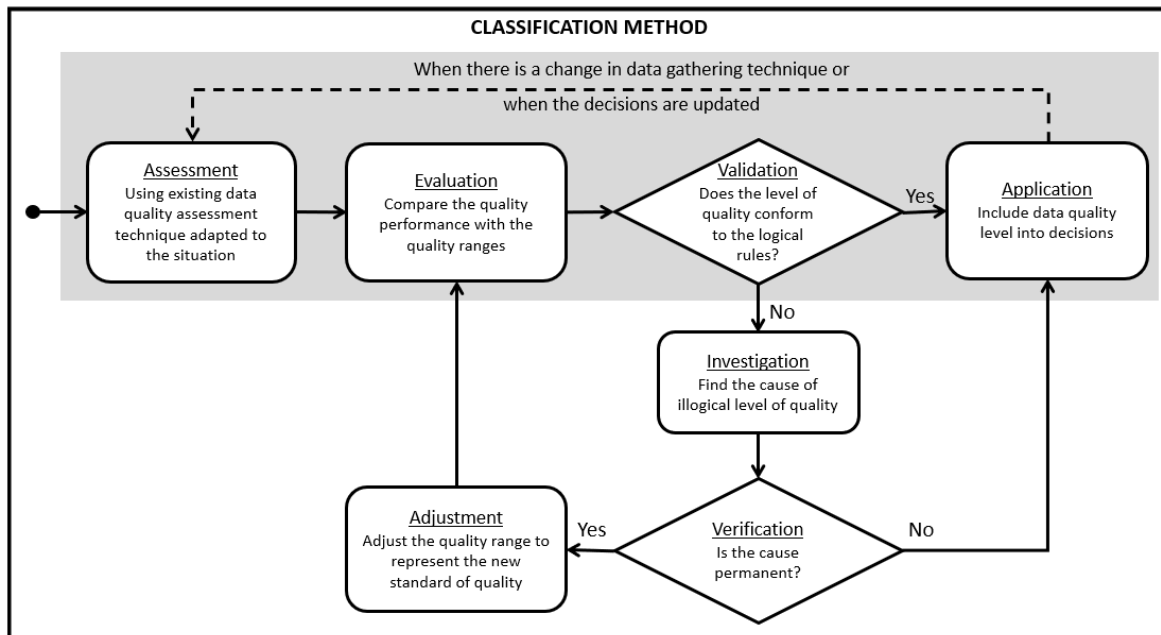 CLASSIFICATION METHOD
When there is a change in data gathering technique or
when the decisions are updated
Assessment
Using existing data
quality assessment
technique adapted to
the situation
Evaluation
Compare the quality
performance with the
quality ranges
Validation
Does the level of
quality conform
to the logical
rules?
Yes
Application
Include data quality
level into decisions
No
Investigation
Find the cause of
illogical level of quality
Adjustment
Adjust the quality range to
represent the new
standard of quality
Yes
Verification
Is the cause
permanent?
No